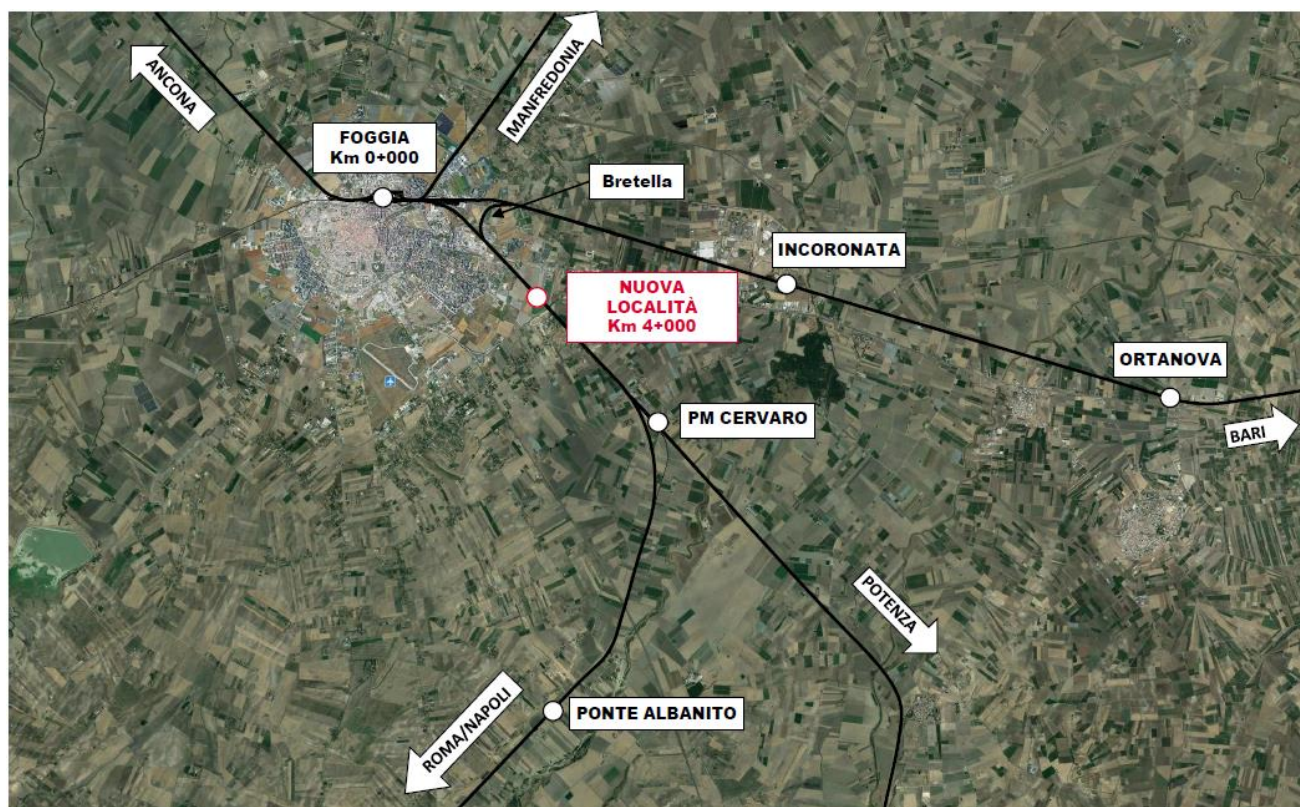 ANCONA
MANFREDONIA
FOGGIA
Km 0+000
Bretella
INCORONATA
NUOVA
LOCALITÀ
Km 4+000
ORTANOVA
PM CERVARO
BARI
POTENZA
ROMA/NAPOLI
PONTE ALBANITO